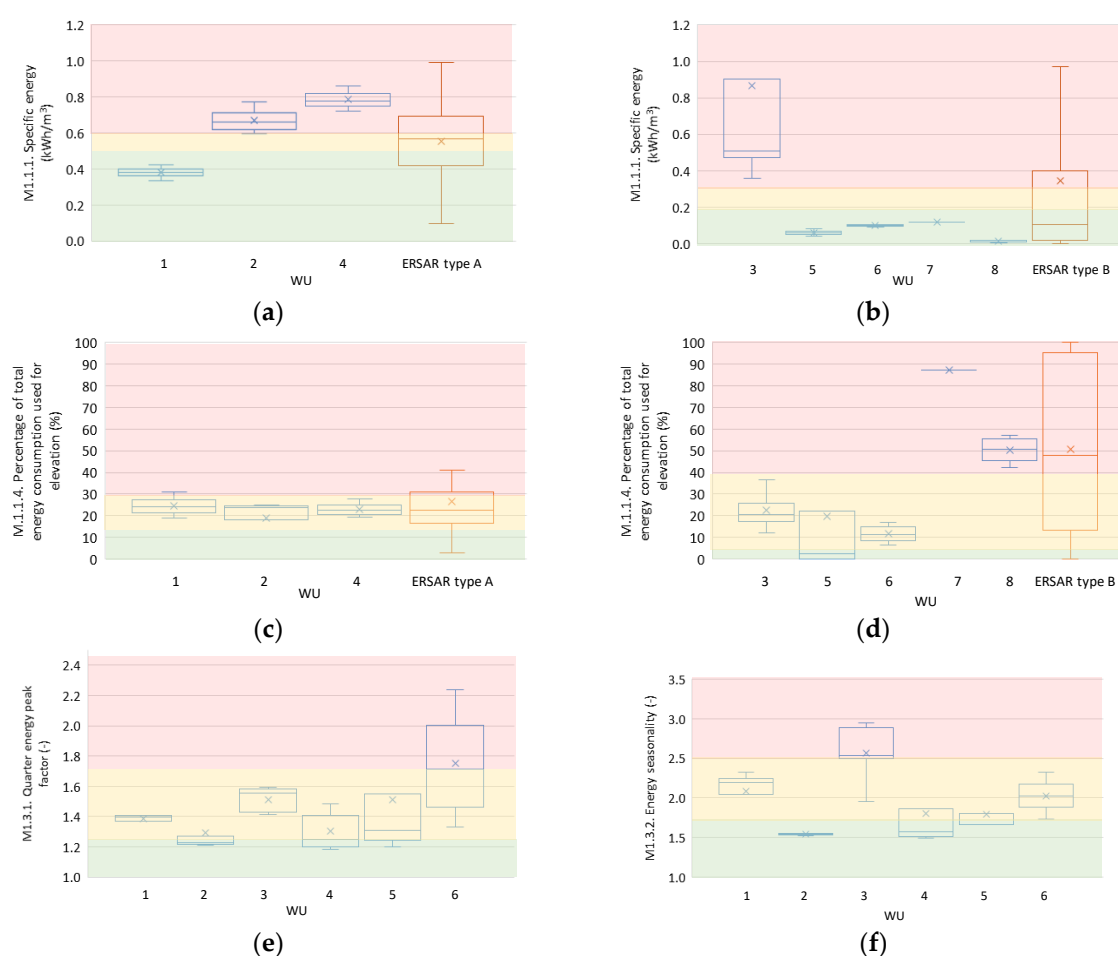 M1.1.1. Specific energy
(kWh/m³)
1.2
1.0
0.8
0.6
0.4
0.2
0.0
1 2 4 ERSAR type A
WU
(a)
M1.1.1. Specific energy
(kWh/m³)
1.2
1.0
0.8
0.6
0.4
0.2
0.0
3 5 6 7 8 ERSAR type B
WU
(b)
M.1.1.4. Percentage of total
energy consumption used for
elevation (%)
100
90
80
70
60
50
40
30
20
10
0
1 2 4 ERSAR type A
WU
(c)
M.1.1.4. Percentage of total
energy consumption used for
elevation (%)
100
90
80
70
60
50
40
30
20
10
0
3 5 6 7 8 ERSAR type B
WU
(d)
M1.3.1. Quarter energy peak
factor (-)
2.4
2.2
2.0
1.8
1.6
1.4
1.2
1.0
1 2 3 4 5 6
WU
(e)
M1.3.2. Energy seasonality (-)
3.5
3.0
2.5
2.0
1.5
1.0
1 2 3 4 5 6
WU
(f)